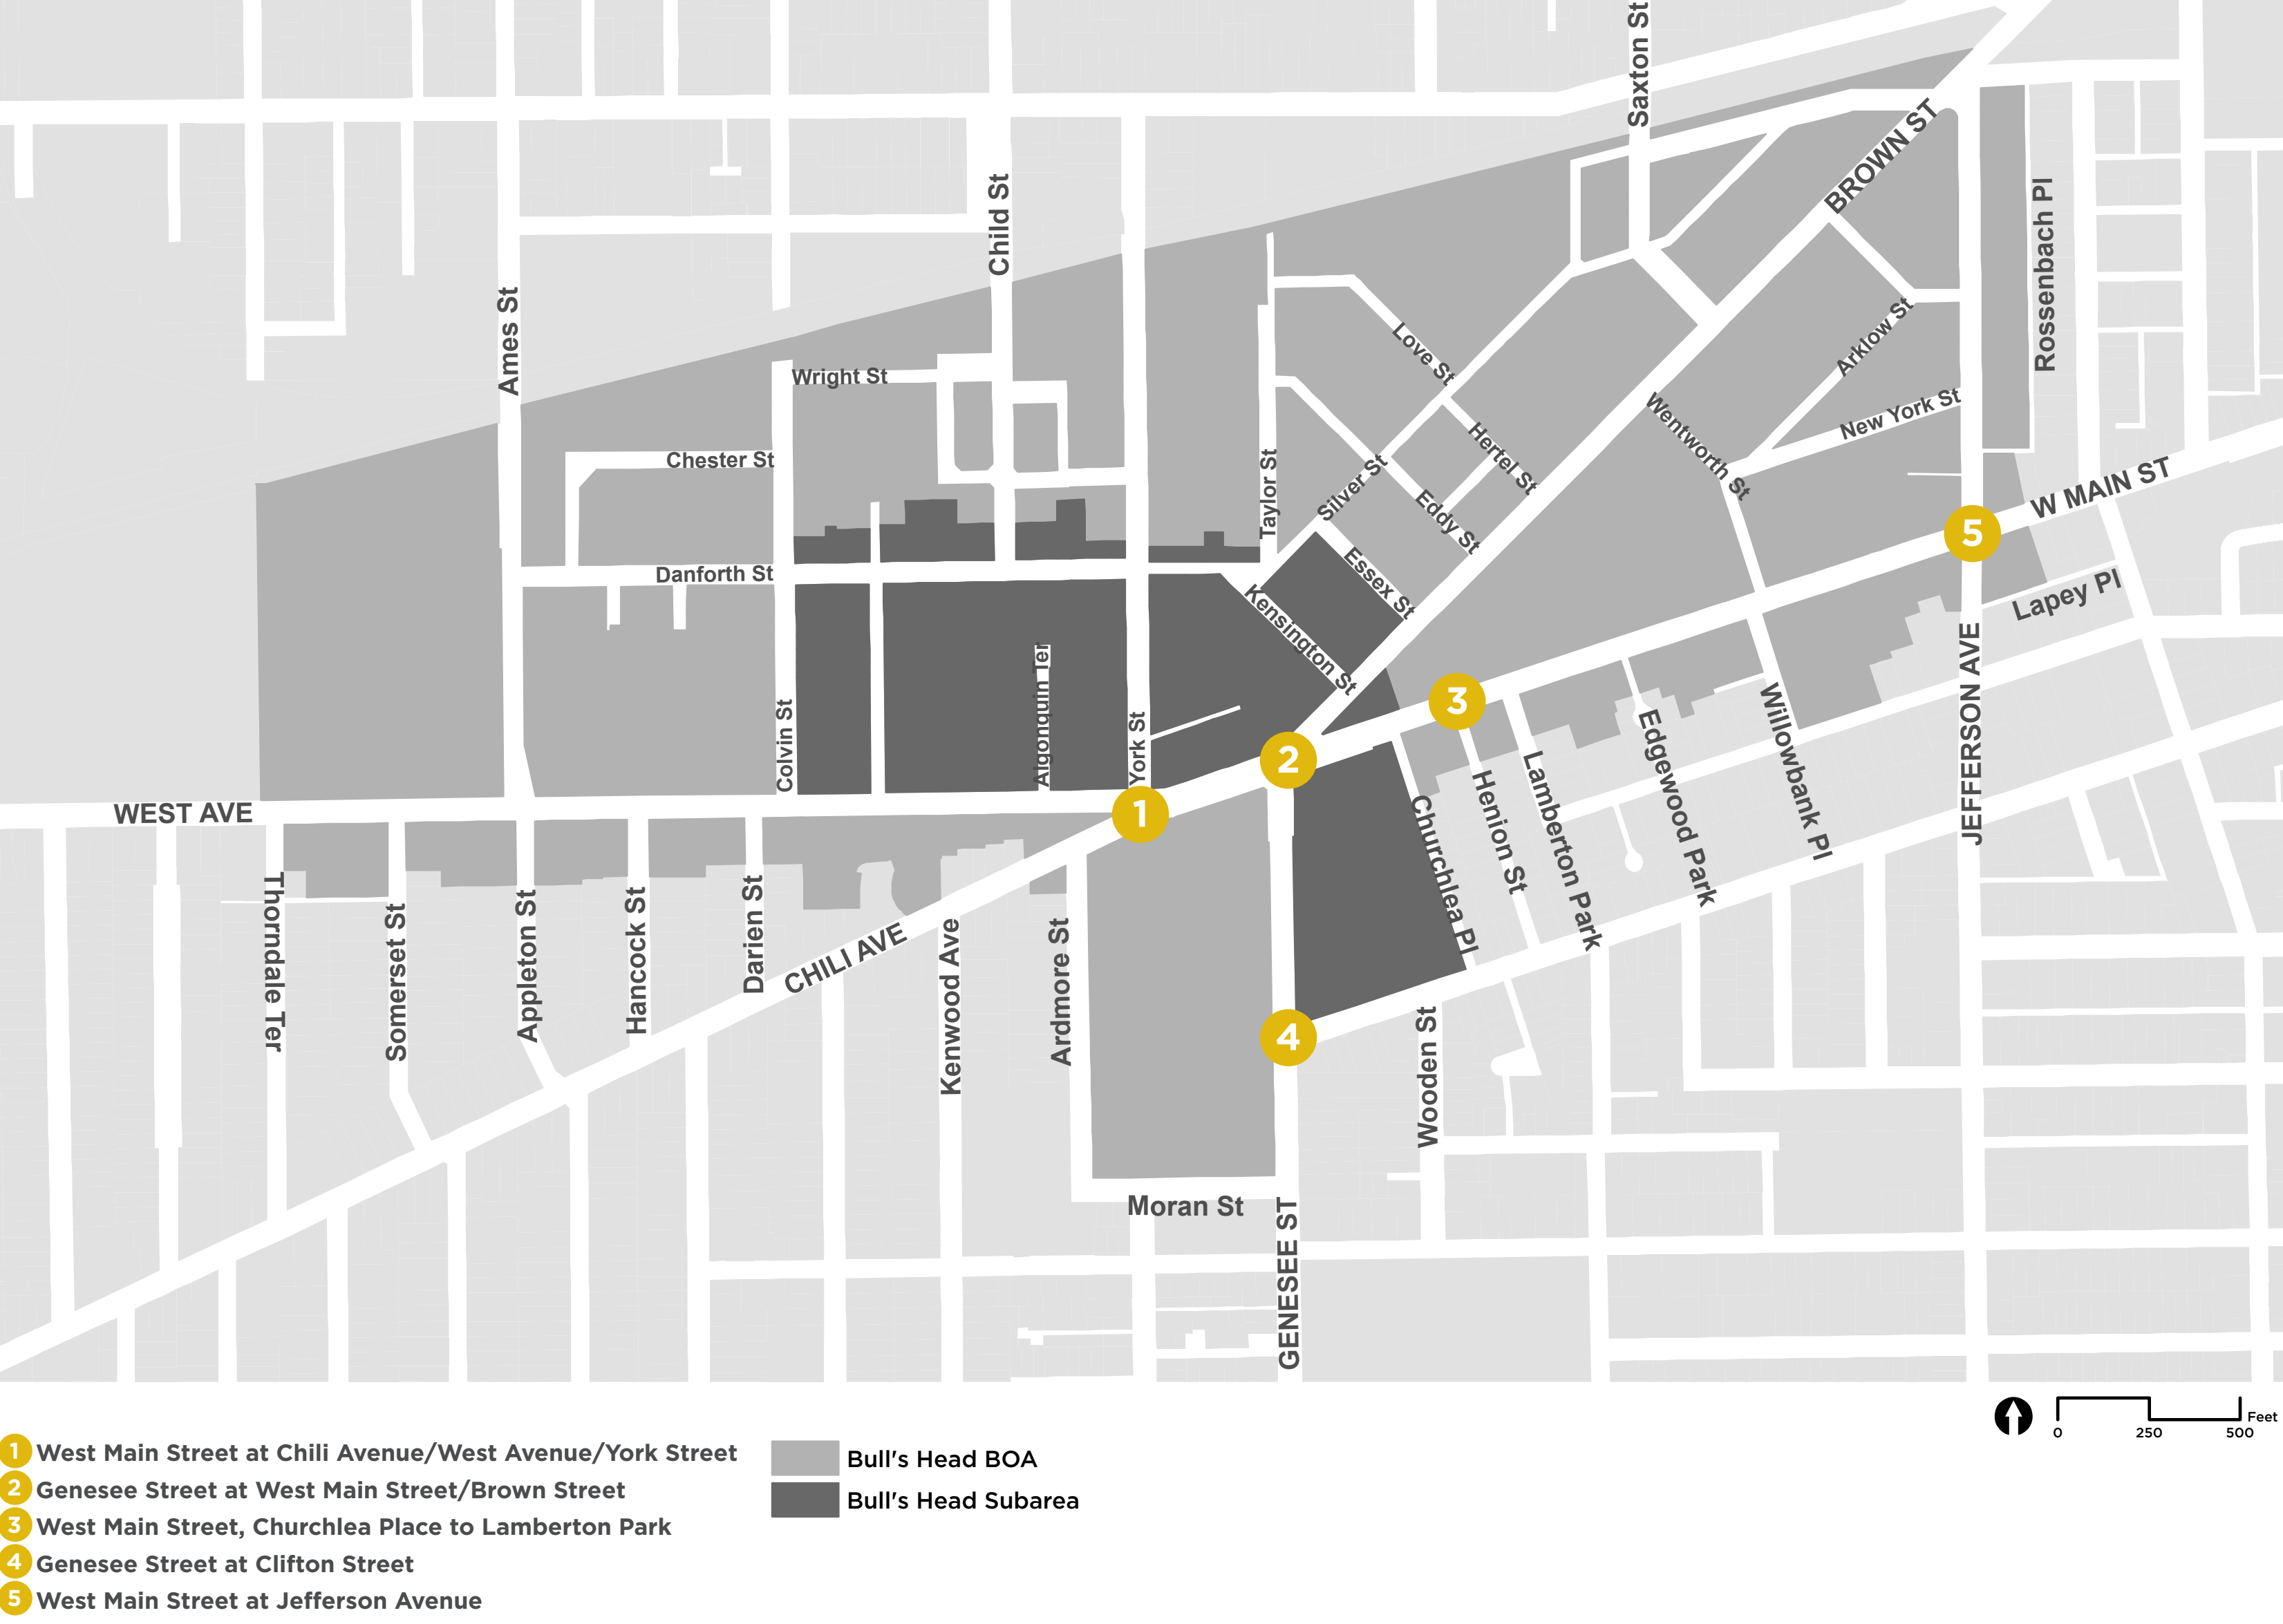 Saxton St
BROWN ST
Child St
Rossenbach Pl
Ames St
Love St
Arklow St
Wright St
New York St
Wentworth St
Hertel St
Chester St
Taylor St
Silver St
Eddy St
W MAIN ST
5
Danforth St
Essex St
Lapey Pl
Kensington St
Algonquin Ter
JEFFERSON AVE
Colvin St
York St
3
2
Willowbank Pl
Edgewood Park
Lamberton Park
Henion St
Churchlea Pl
WEST AVE
1
Thorndale Ter
Somerset St
Appleton St
Hancock St
Darien St
CHILI AVE
Kenwood Ave
Ardmore St
4
Wooden St
Moran St
GENESEE ST
Feet
0 250 500
1 West Main Street at Chili Avenue/West Avenue/York Street
2 Genesee Street at West Main Street/Brown Street
3 West Main Street, Churchlea Place to Lamberton Park
4 Genesee Street at Clifton Street
5 West Main Street at Jefferson Avenue
Bull's Head BOA
Bull's Head Subarea